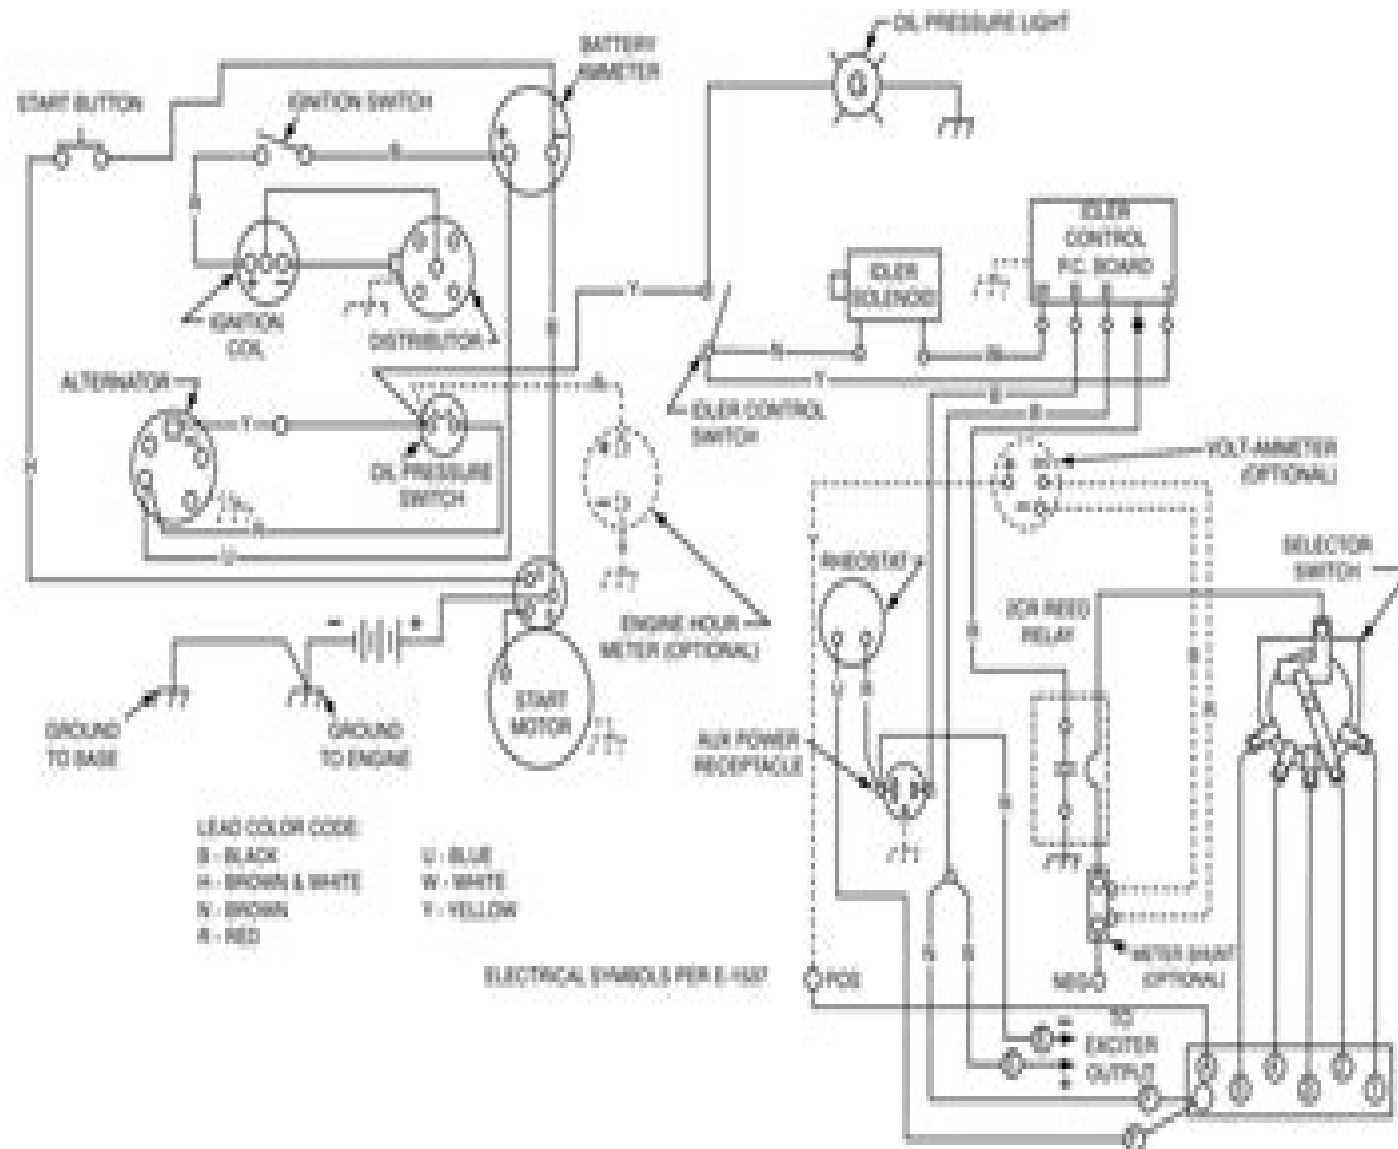 OIL PRESSURE LIGHT
BATTERY
AMMETER
START BUTTON
IGNITION SWITCH
IDLER
CONTROL
P.C. BOARD
IDLER
SOLENOID
IGNITION
COIL
DISTRIBUTOR
Y
N
Y
B
B
ALTERNATOR
Y
IDLER CONTROL
SWITCH
OIL PRESSURE
SWITCH
VOLT-AMMETER
(OPTIONAL)
H
R
U
SELECTOR
SWITCH
RHEOSTAT
2CR REED
RELAY
ENGINE HOUR
METER (OPTIONAL)
- +
START
MOTOR
GROUND
TO BASE
GROUND
TO ENGINE
AUX POWER
RECEPTACLE
LEAD COLOR CODE:
B - BLACK
U - BLUE
H - BROWN & WHITE
W - WHITE
N - BROWN
Y - YELLOW
R - RED
N
N
METER SHUNT
(OPTIONAL)
ELECTRICAL SYMBOLS PER E-1537
POS
NEG
TO
EXCITER
OUTPUT